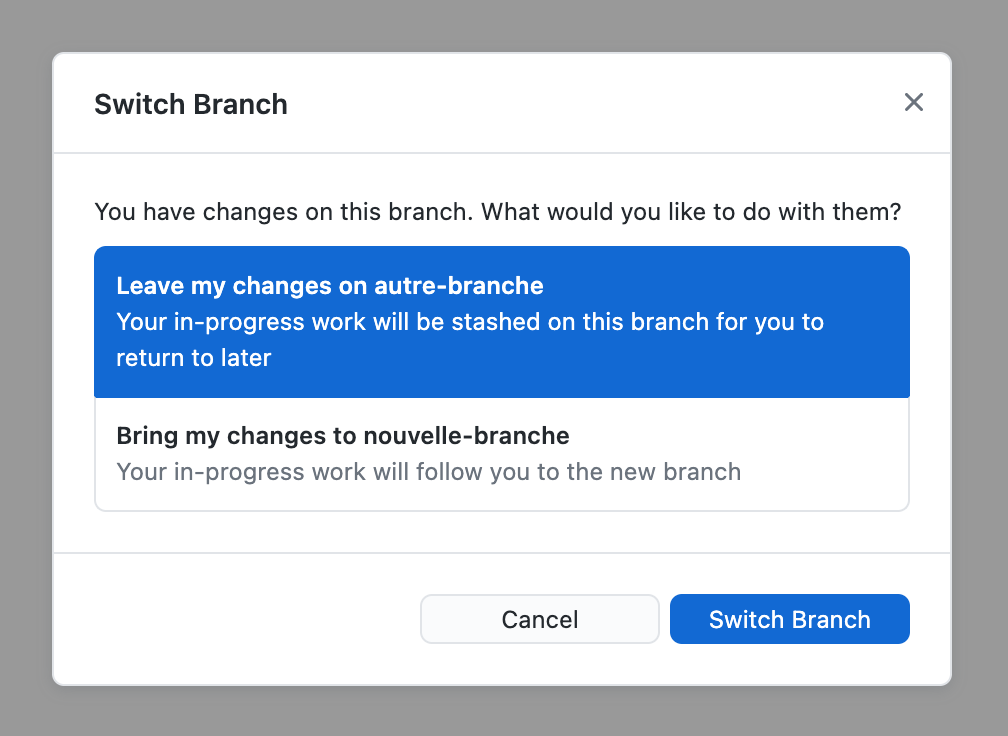 Switch Branch
You have changes on this branch. What would you like to do with them?
Leave my changes on autre-branche
Your in-progress work will be stashed on this branch for you to
return to later
Bring my changes to nouvelle-branche
Your in-progress work will follow you to the new branch
Cancel
Switch Branch